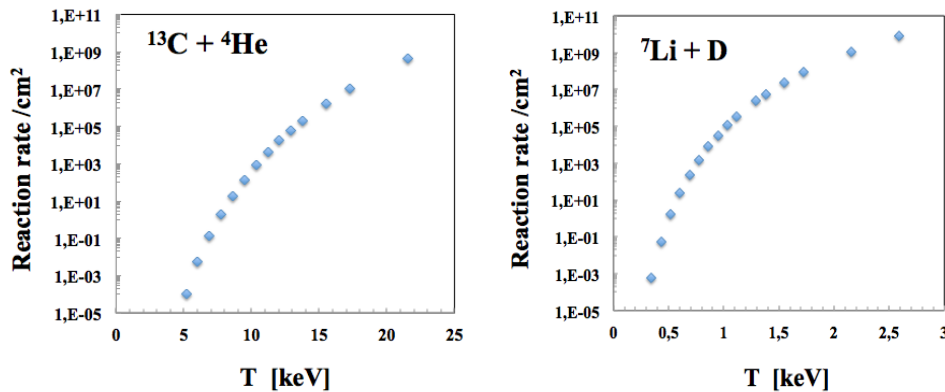 ¹³C + ⁴He
Reaction rate /cm²
1,E+11
1,E+09
1,E+07
1,E+05
1,E+03
1,E+01
1,E-01
1,E-03
1,E-05
0 5 10 15 20 25
T [keV]
⁷Li + D
Reaction rate /cm²
1,E+11
1,E+09
1,E+07
1,E+05
1,E+03
1,E+01
1,E-01
1,E-03
1,E-05
0 0,5 1 1,5 2 2,5 3
T [keV]